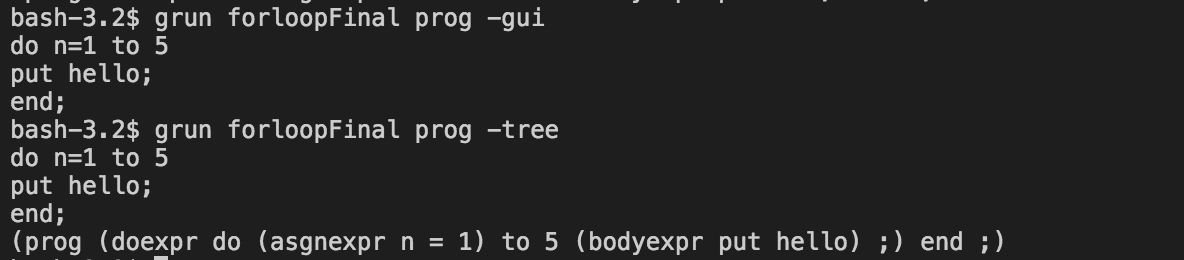 bash-3.2$ grun forloopFinal prog -gui
do n=1 to 5
put hello;
end;
bash-3.2$ grun forloopFinal prog -tree
do n=1 to 5
put hello;
end;
(prog (doexpr do (asgnexpr n = 1) to 5 (bodyexpr put hello) ;) end ;)